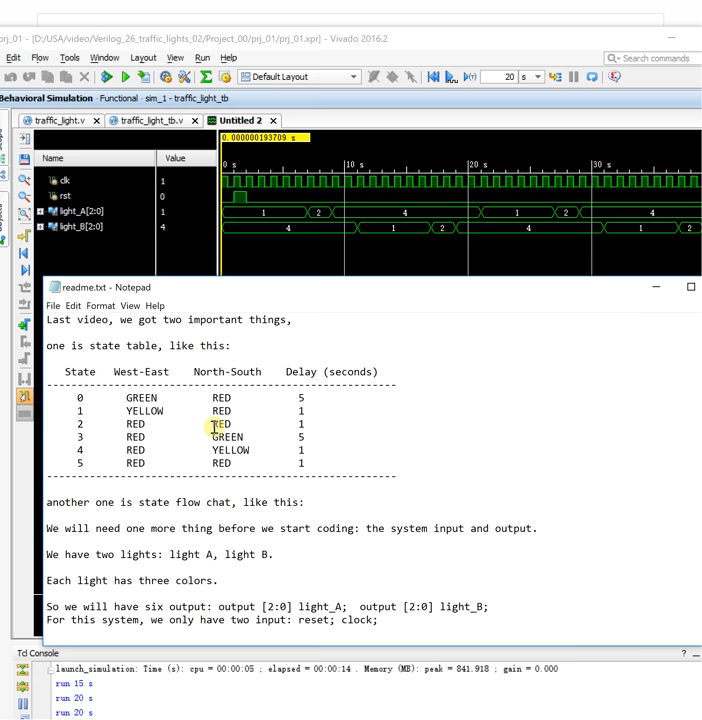 prj_01 - [D:/USA/video/Verilog_26_traffic_lights_02/Project_00/prj_01/prj_01.xpr] - Vivado 2016.2
Edit Flow Tools Window Layout View Run Help
Search commands
Default Layout 20 s
Behavioral Simulation - Functional - sim_1 - traffic_light_tb
traffic_light.v traffic_light_tb.v Untitled 2
0.000000193709 s
Name Value
0 s 10 s 20 s 30 s
clk 1
rst 0
light_A[2:0] 1 1 2 4 1 2 4
light_B[2:0] 4 4 1 2 4 1 2
Objects
readme.txt - Notepad
File Edit Format View Help
Last video, we got two important things,
one is state table, like this:
State West-East North-South Delay (seconds)
------------------------------------------------------
0 GREEN RED 5
1 YELLOW RED 1
2 RED RED 1
3 RED GREEN 5
4 RED YELLOW 1
5 RED RED 1
------------------------------------------------------
another one is state flow chat, like this:
We will need one more thing before we start coding: the system input and output.
We have two lights: light A, light B.
Each light has three colors.
So we will have six output: output [2:0] light_A; output [2:0] light_B;
For this system, we only have two input: reset; clock;
Tcl Console
launch_simulation: Time (s): cpu = 00:00:05 ; elapsed = 00:00:14 . Memory (MB): peak = 841.918 ; gain = 0.000
run 15 s
run 20 s
run 20 s